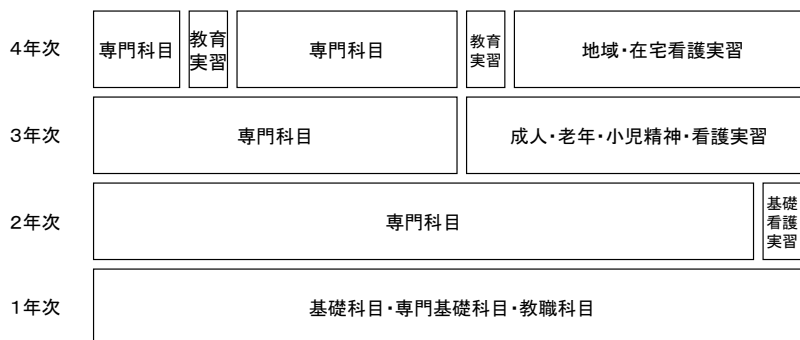 4年次
専門科目
教育
実習
専門科目
教育
実習
地域・在宅看護実習
3年次
専門科目
成人・老年・小児精神・看護実習
2年次
専門科目
基礎
看護
実習
1年次
基礎科目・専門基礎科目・教職科目